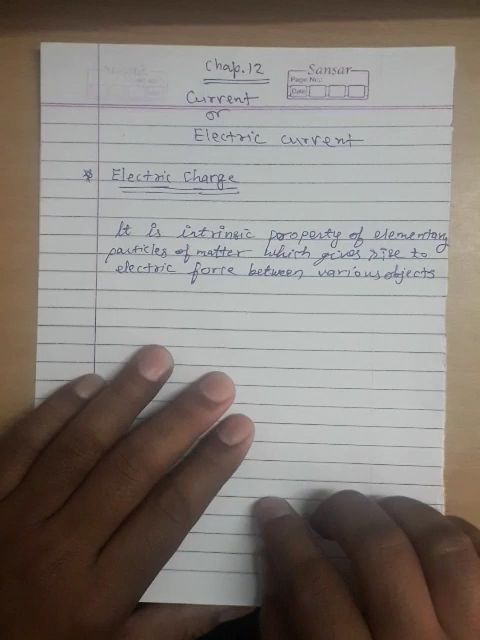 Chap.12
Sansar
Page No.:
Date:
Current
or
Electric current
* Electric Charge
It is intrinsic property of elementary
particles of matter which gives rise to
electric force between various objects